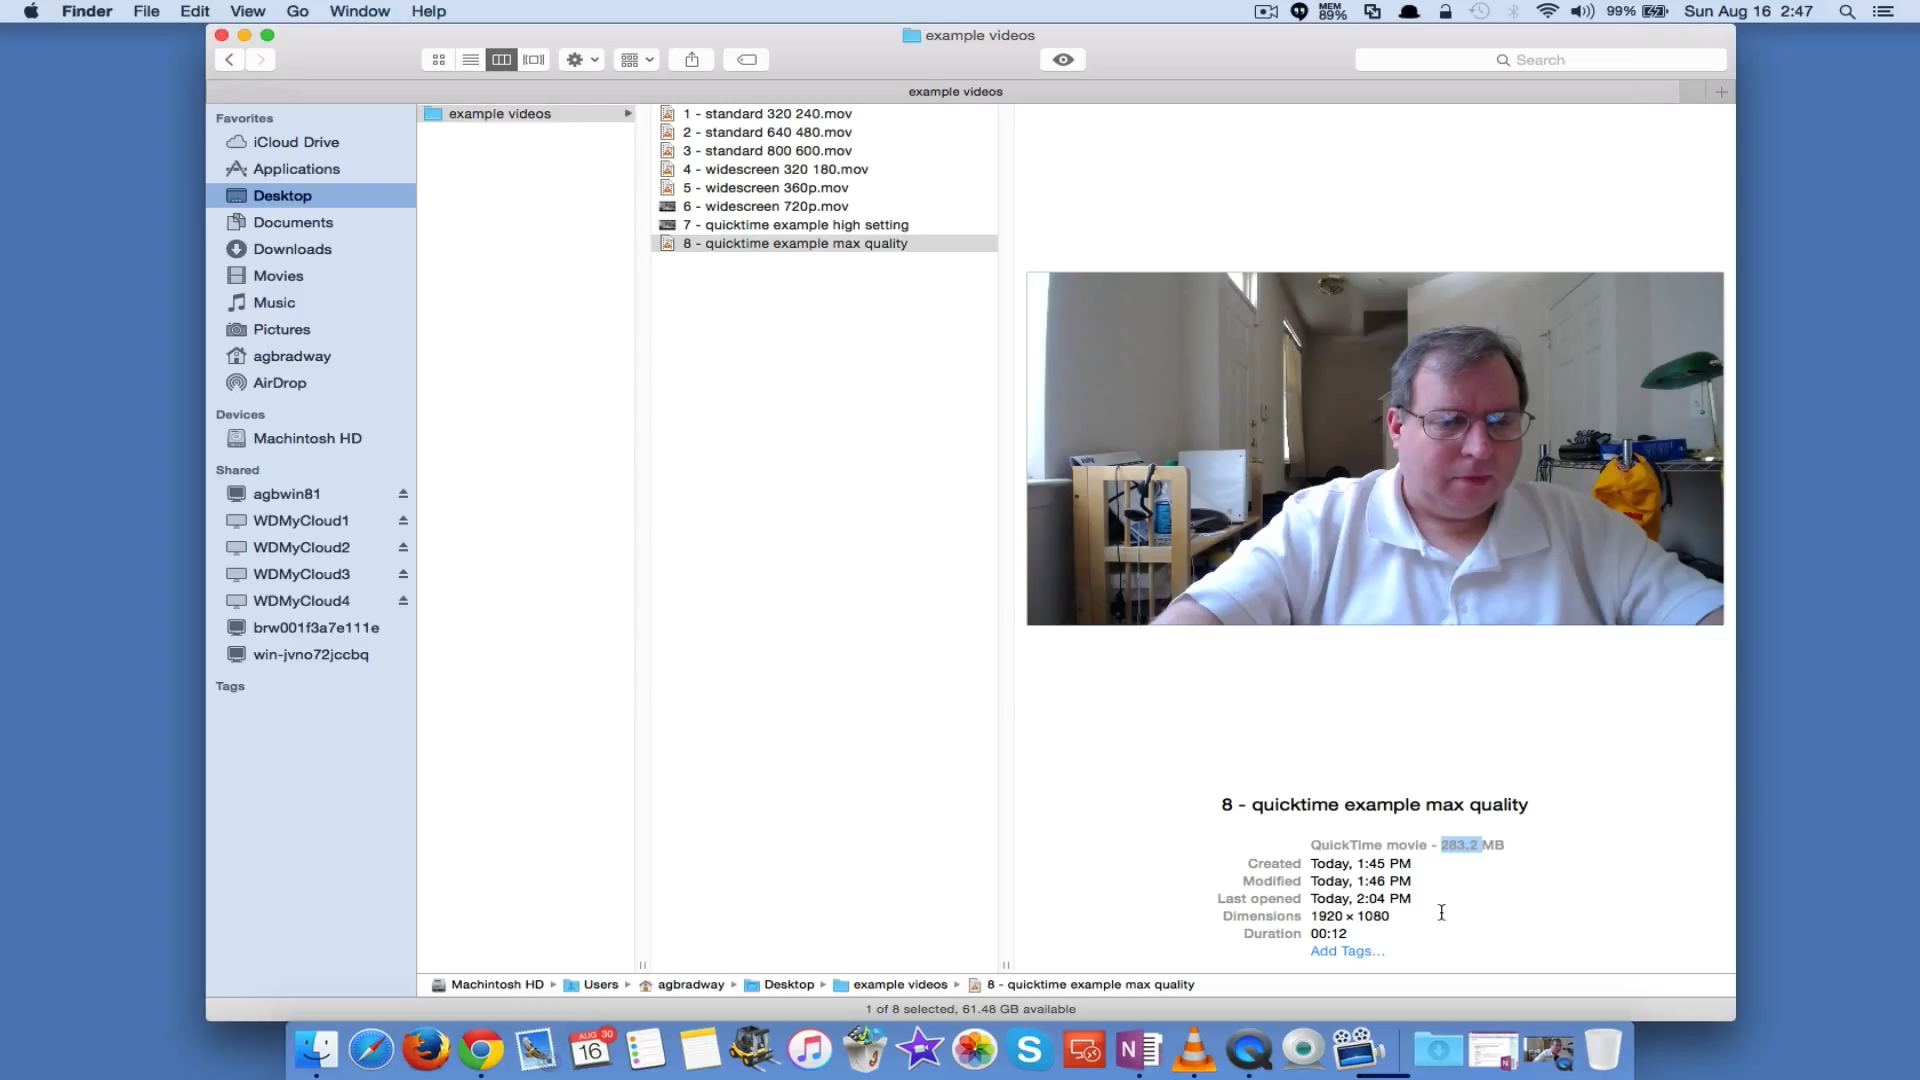 Finder File Edit View Go Window Help
MEM 89% 99% Sun Aug 16 2:47
example videos
Search
example videos
Favorites
iCloud Drive
Applications
Desktop
Documents
Downloads
Movies
Music
Pictures
agbradway
AirDrop
Devices
Machintosh HD
Shared
agbwin81
WDMyCloud1
WDMyCloud2
WDMyCloud3
WDMyCloud4
brw001f3a7e111e
win-jvno72jccbq
Tags
example videos
1 - standard 320 240.mov
2 - standard 640 480.mov
3 - standard 800 600.mov
4 - widescreen 320 180.mov
5 - widescreen 360p.mov
6 - widescreen 720p.mov
7 - quicktime example high setting
8 - quicktime example max quality
8 - quicktime example max quality
QuickTime movie - 283.2 MB
Created Today, 1:45 PM
Modified Today, 1:46 PM
Last opened Today, 2:04 PM
Dimensions 1920 × 1080
Duration 00:12
Add Tags...
Machintosh HD Users agbradway Desktop example videos 8 - quicktime example max quality
1 of 8 selected, 61.48 GB available
AUG 30
16
S
N